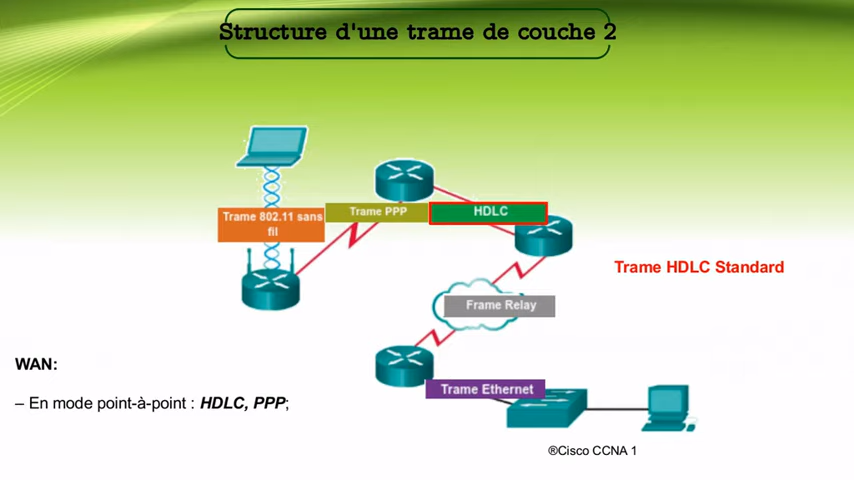 Structure d'une trame de couche 2
Trame 802.11 sans
fil
Trame PPP
HDLC
Trame HDLC Standard
Frame Relay
WAN:
– En mode point-à-point : HDLC, PPP;
Trame Ethernet
®Cisco CCNA 1